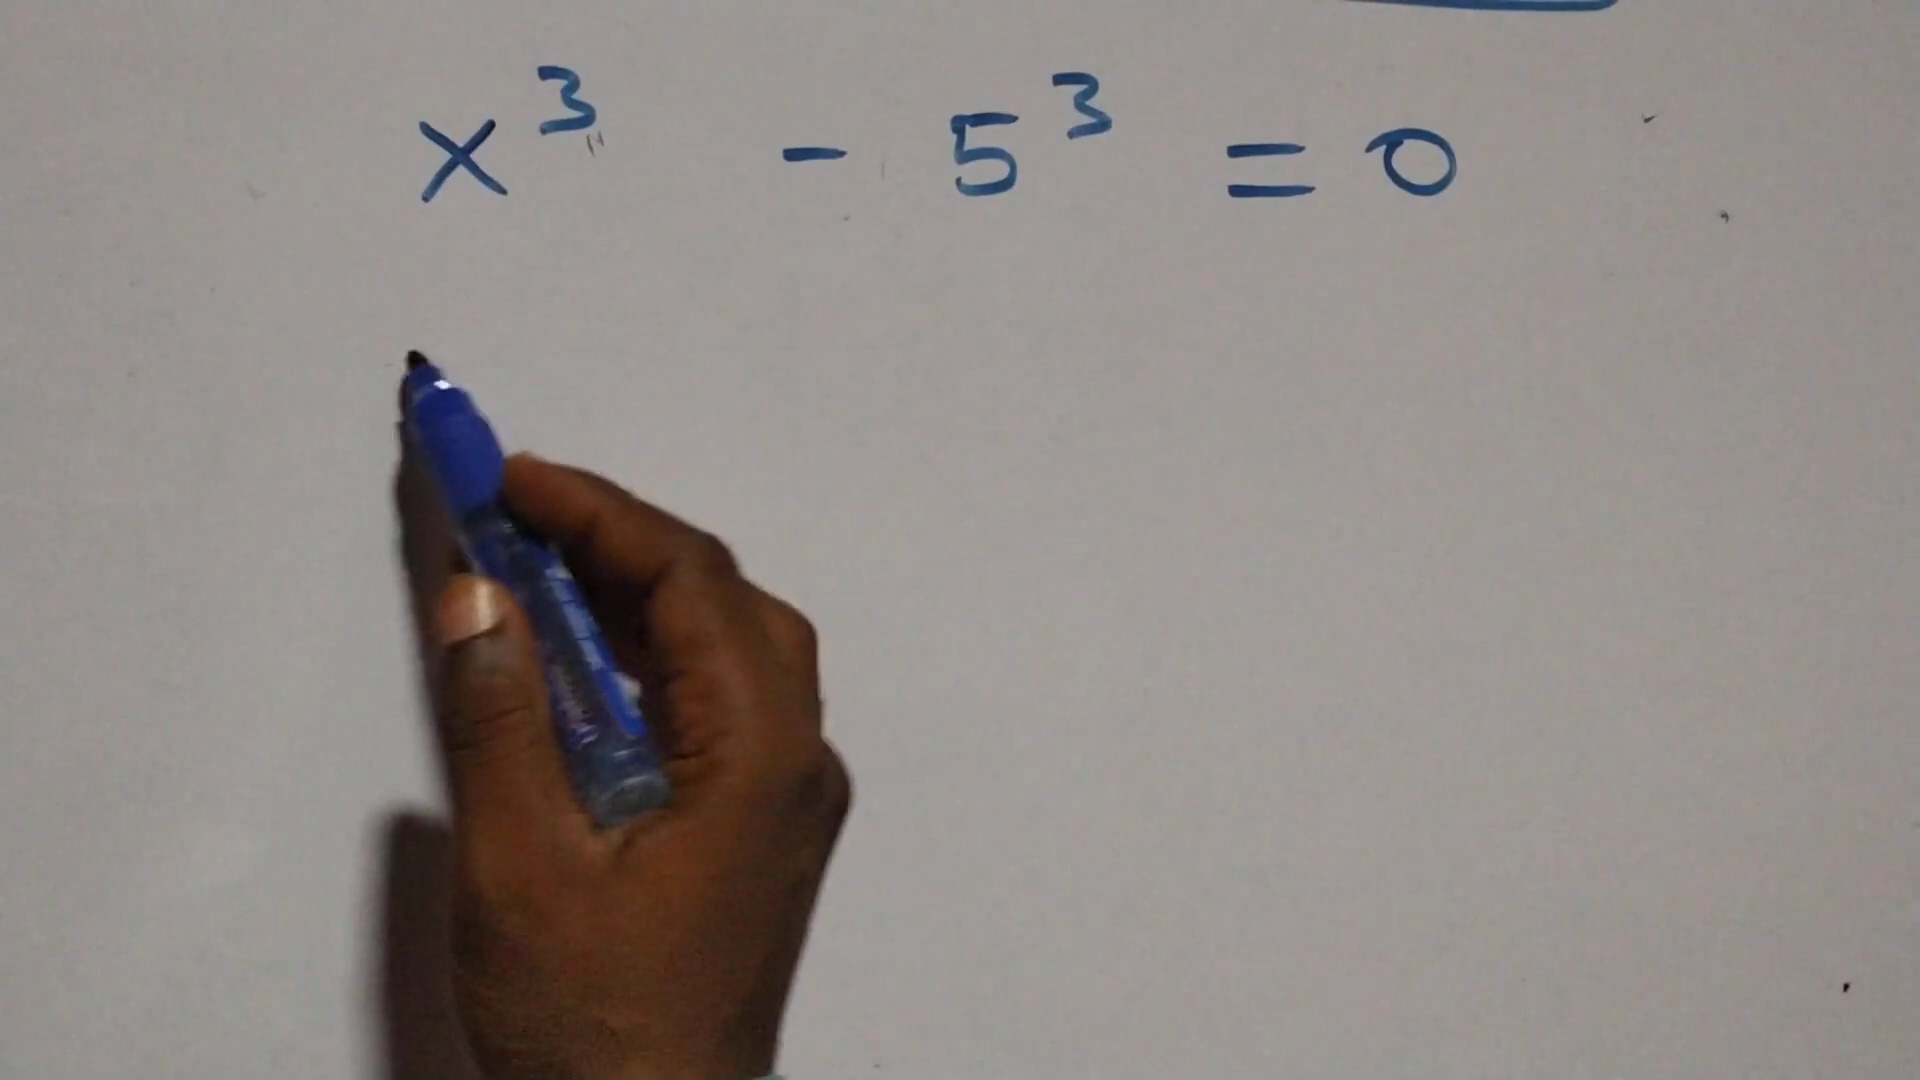 x³ - 5³ = 0